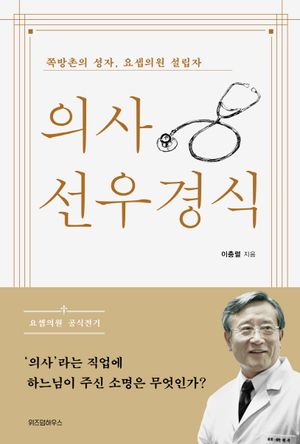 쪽방촌의 성자, 요셉의원 설립자
의사
선우경식
이충렬 지음
요셉의원 공식전기
‘의사’라는 직업에
하느님이 주신 소명은 무엇인가?
위즈덤하우스